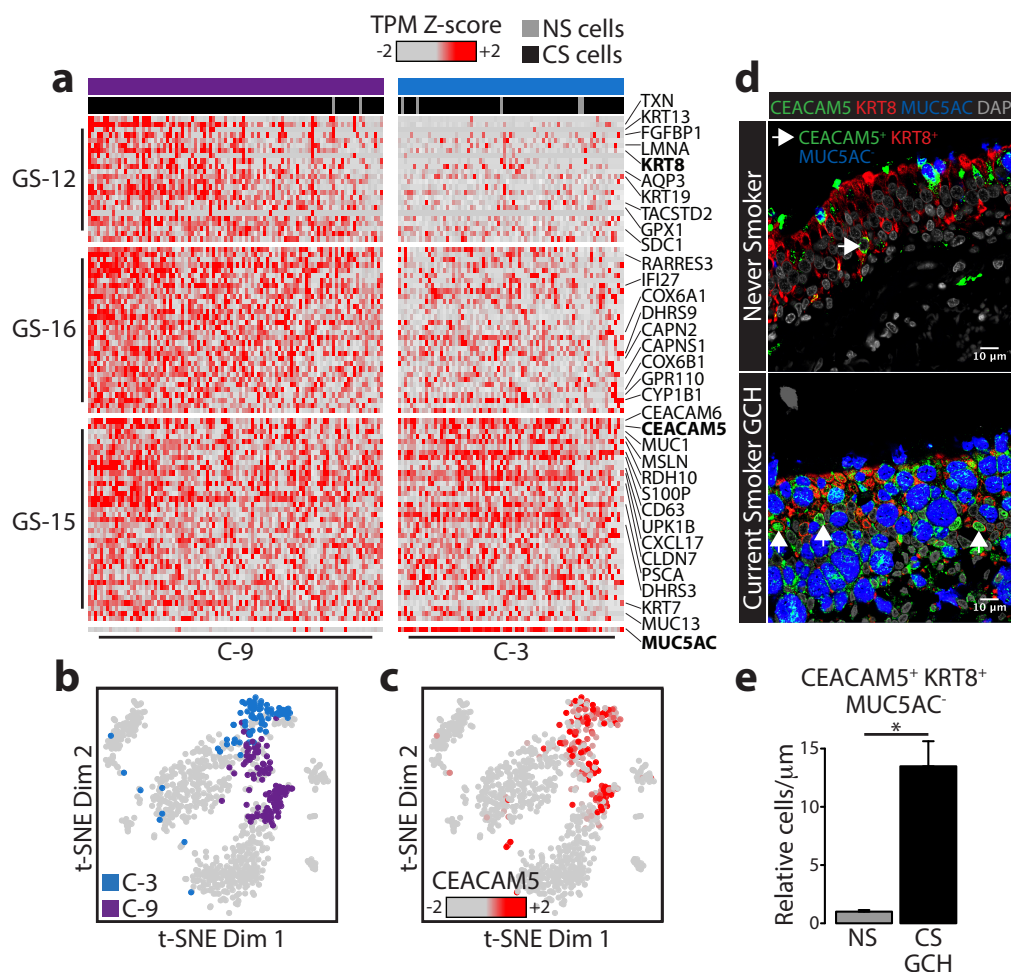 TPM Z-score
-2 +2
NS cells
CS cells
a
GS-12
GS-16
GS-15
TXN
KRT13
FGFBP1
LMNA
KRT8
AQP3
KRT19
TACSTD2
GPX1
SDC1
RARRES3
IFI27
COX6A1
DHRS9
CAPN2
CAPNS1
COX6B1
GPR110
CYP1B1
CEACAM6
CEACAM5
MUC1
MSLN
RDH10
S100P
CD63
UPK1B
CXCL17
CLDN7
PSCA
DHRS3
KRT7
MUC13
MUC5AC
C-9
C-3
b
t-SNE Dim 2
C-3
C-9
t-SNE Dim 1
c
t-SNE Dim 2
CEACAM5
-2 +2
t-SNE Dim 1
d
CEACAM5 KRT8 MUC5AC DAP
CEACAM5+ KRT8+
MUC5AC-
Never Smoker
10 µm
Current Smoker GCH
10 µm
e
CEACAM5+ KRT8+
MUC5AC-
*
Relative cells/µm
15
10
5
0
NS
CS
GCH